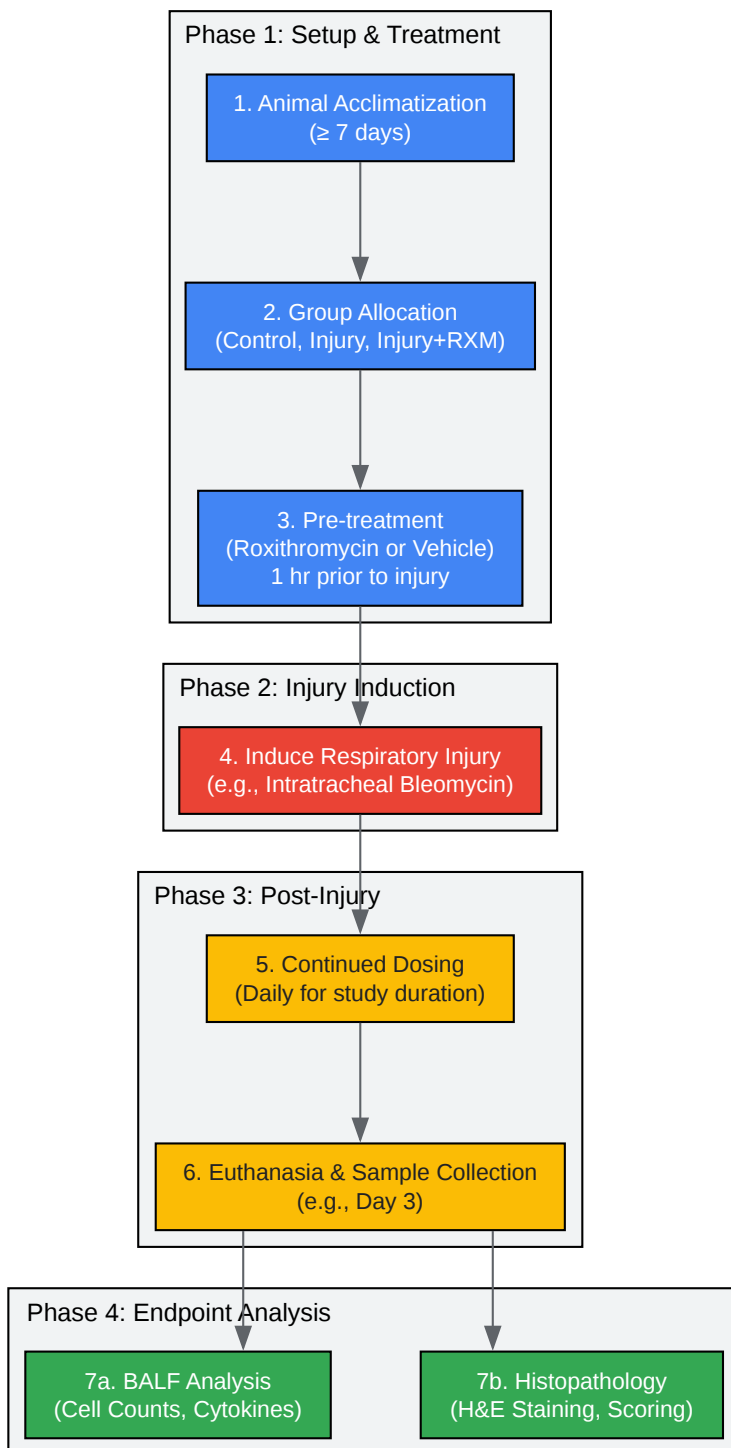 Phase 1: Setup & Treatment
1. Animal Acclimatization
(≥ 7 days)
2. Group Allocation
(Control, Injury, Injury+RXM)
3. Pre-treatment
(Roxithromycin or Vehicle)
1 hr prior to injury
Phase 2: Injury Induction
4. Induce Respiratory Injury
(e.g., Intratracheal Bleomycin)
Phase 3: Post-Injury
5. Continued Dosing
(Daily for study duration)
6. Euthanasia & Sample Collection
(e.g., Day 3)
Phase 4: Endpoint Analysis
7a. BALF Analysis
(Cell Counts, Cytokines)
7b. Histopathology
(H&E Staining, Scoring)